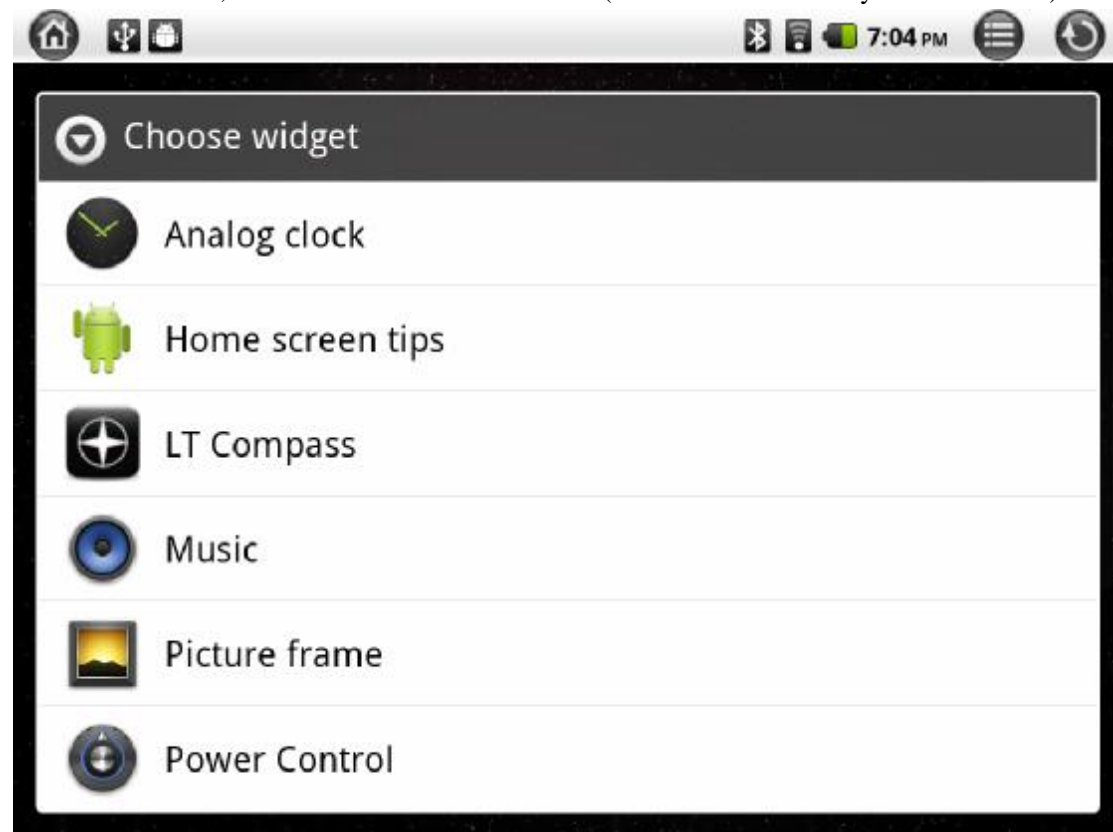 7:04 PM
Choose widget
Analog clock
Home screen tips
LT Compass
Music
Picture frame
Power Control